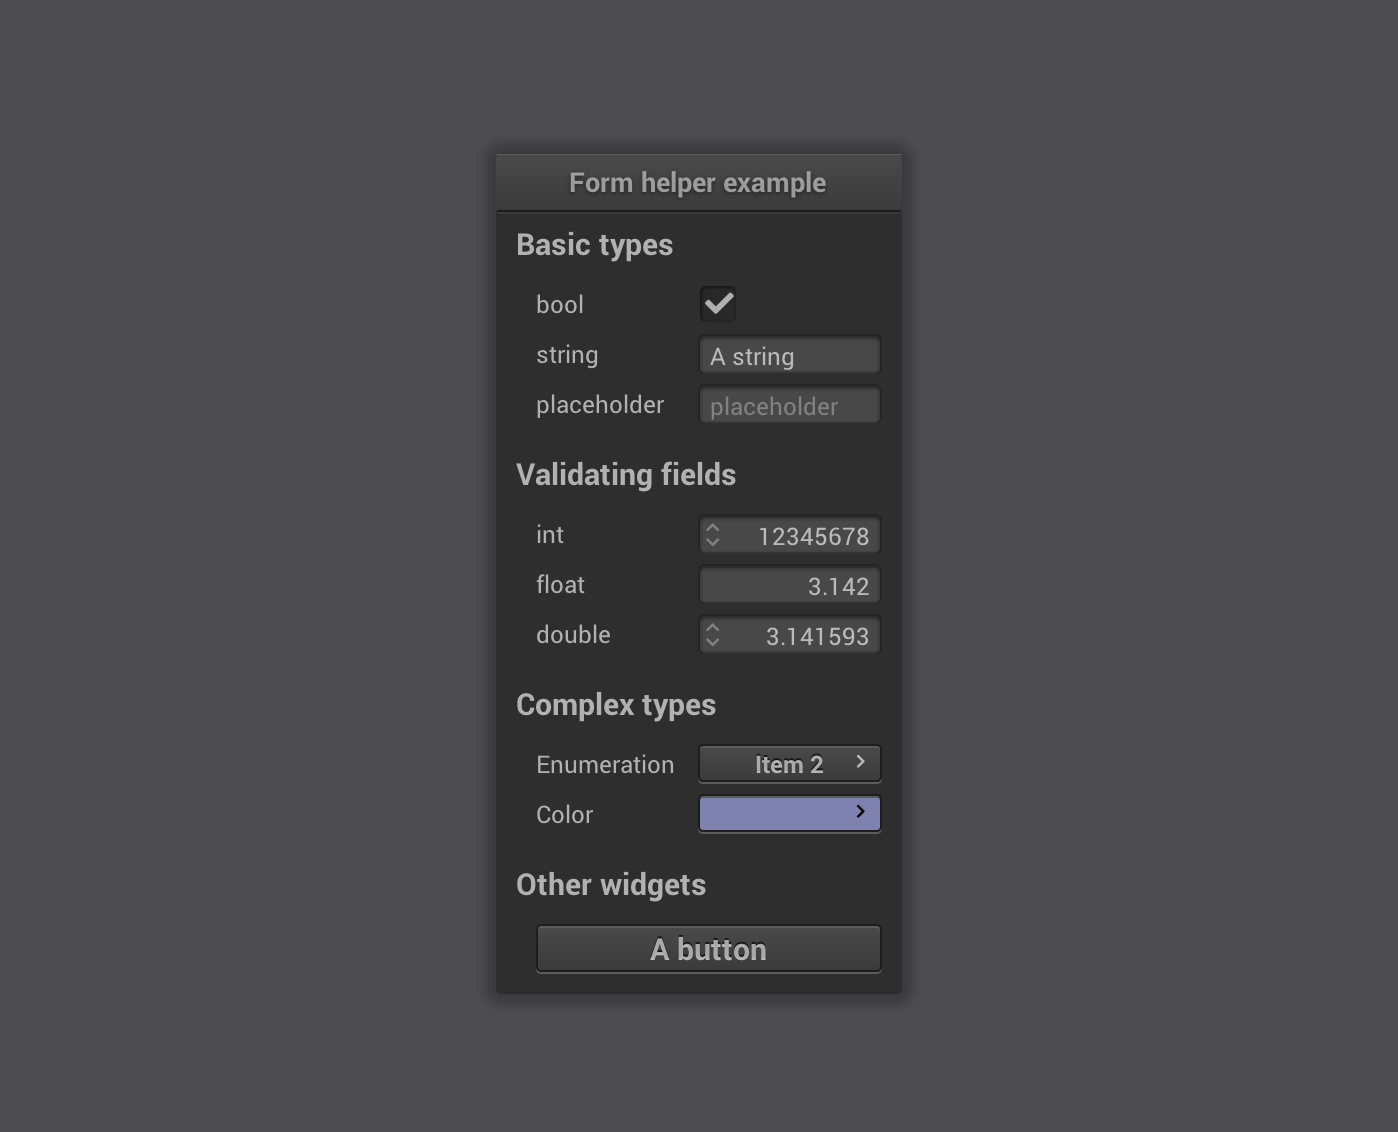 Form helper example
Basic types
bool
string A string
placeholder placeholder
Validating fields
int 12345678
float 3.142
double 3.141593
Complex types
Enumeration Item 2
Color
Other widgets
A button